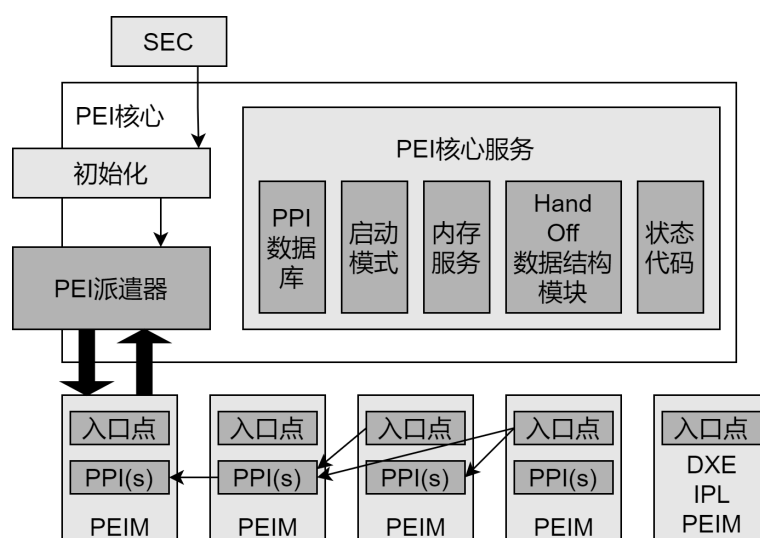 SEC
PEI核心
初始化
PEI派遣器
PEI核心服务
PPI
数据
库
启动
模式
内存
服务
Hand
Off
数据结构
模块
状态
代码
入口点
PPI(s)
PEIM
入口点
PPI(s)
PEIM
入口点
PPI(s)
PEIM
入口点
PPI(s)
PEIM
入口点
DXE
IPL
PEIM